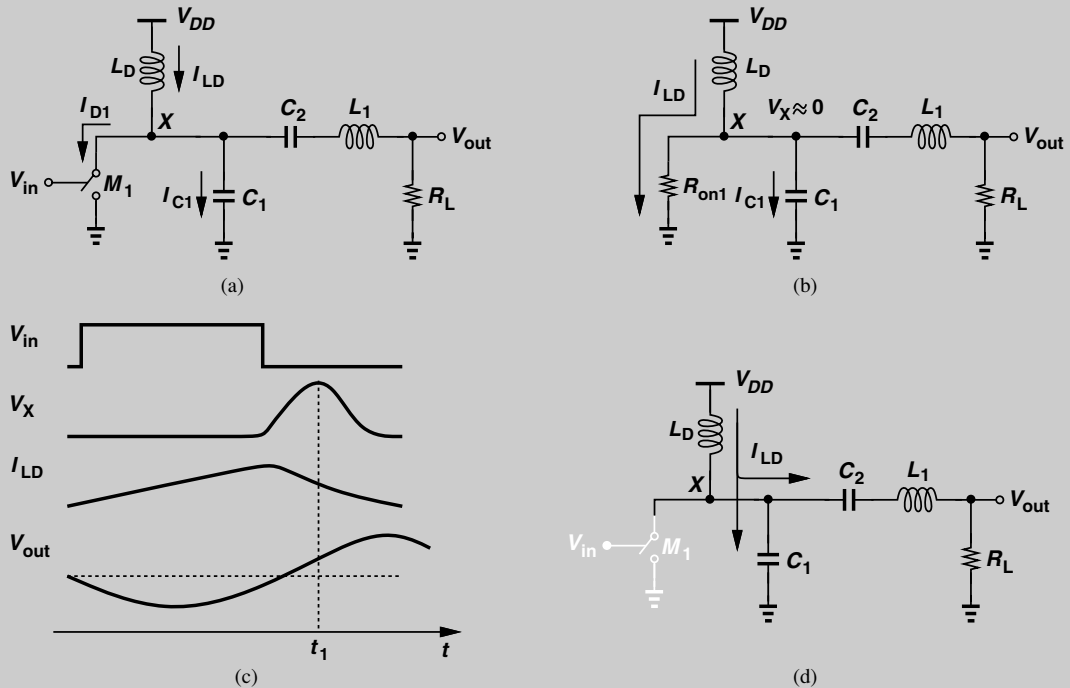 V_DD
L_D
I_LD
I_D1
X
C_2
L_1
V_out
V_in
M_1
I_C1
C_1
R_L
(a)
V_DD
L_D
I_LD
X
V_X ≈ 0
C_2
L_1
V_out
R_on1
I_C1
C_1
R_L
(b)
V_in
V_X
I_LD
V_out
t_1
t
(c)
V_DD
L_D
I_LD
X
C_2
L_1
V_out
V_in
M_1
C_1
R_L
(d)